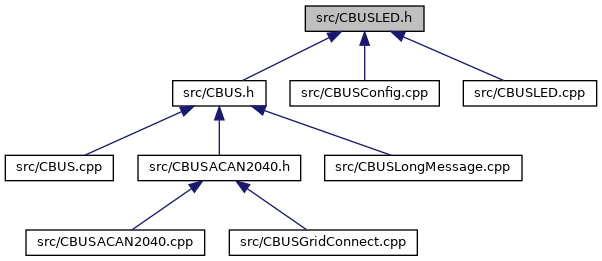 src/CBUSLED.h
src/CBUS.h
src/CBUSConfig.cpp
src/CBUSLED.cpp
src/CBUS.cpp
src/CBUSACAN2040.h
src/CBUSLongMessage.cpp
src/CBUSACAN2040.cpp
src/CBUSGridConnect.cpp